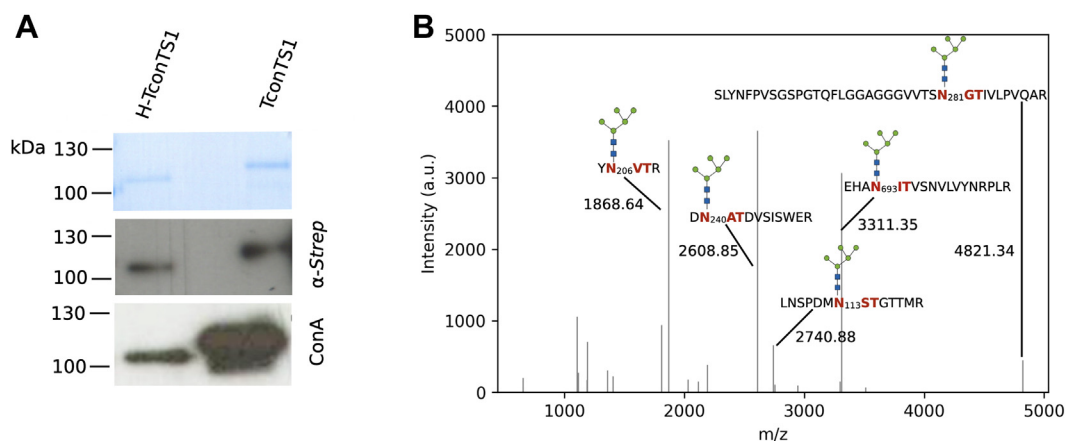 A
H-TconTS1
TconTS1
kDa
130
100
130
100
130
100
α-Strep
ConA
B
Intensity (a.u.)
5000
4000
3000
2000
1000
0
SLYNFPVSGSPGTQFLGGAGGGVVTSN281GTIVLPVQAR
YN206VTR
1868.64
DN240ATDVSISWER
2608.85
EHAN693ITVSNVLVYNRPLR
3311.35
4821.34
LNSPDMN113STGTTMR
2740.88
1000
2000
3000
4000
5000
m/z